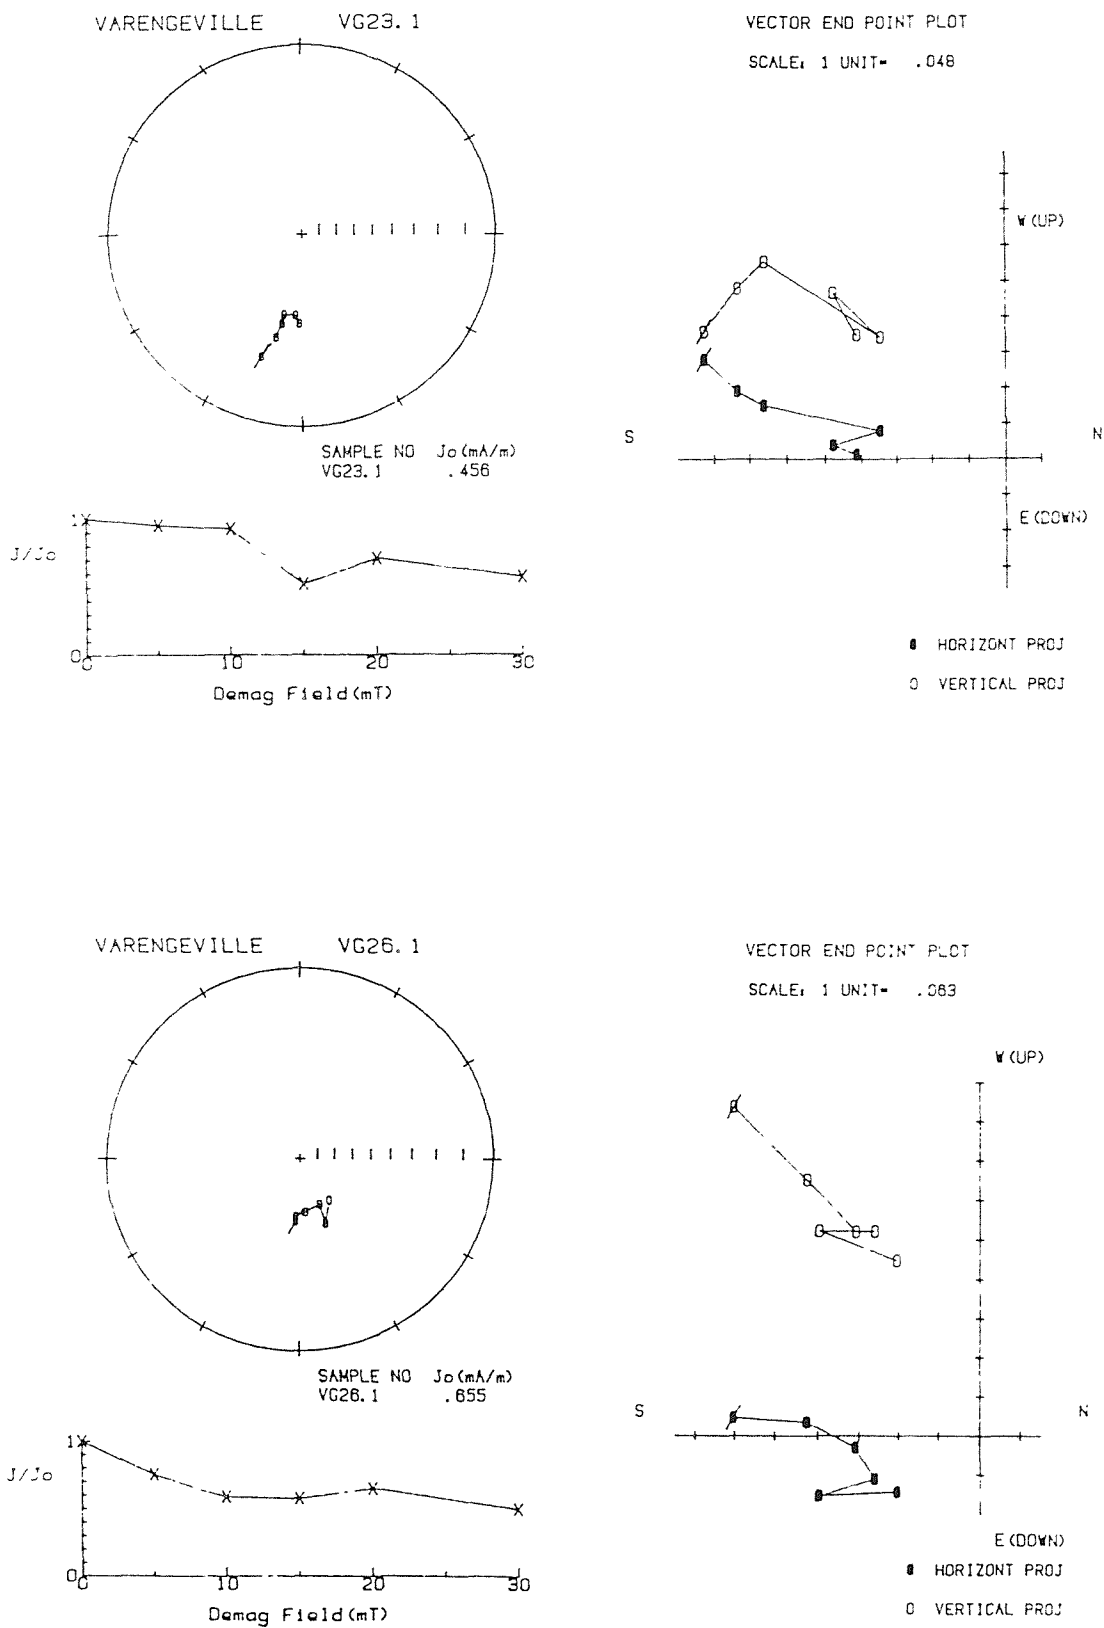 VARENGEVILLE VG23.1
VECTOR END POINT PLOT
SCALE: 1 UNIT= .048
W(UP)
S
N
E(DOWN)
SAMPLE NO Jo(mA/m)
VG23.1 .456
1
J/Jo
0
0 10 20 30
Demag Field(mT)
HORIZONT PROJ
VERTICAL PROJ
VARENGEVILLE VG26.1
VECTOR END POINT PLOT
SCALE: 1 UNIT= .083
W(UP)
S
N
E(DOWN)
SAMPLE NO Jo(mA/m)
VG26.1 .655
1
J/Jo
0
0 10 20 30
Demag Field(mT)
HORIZONT PROJ
VERTICAL PROJ